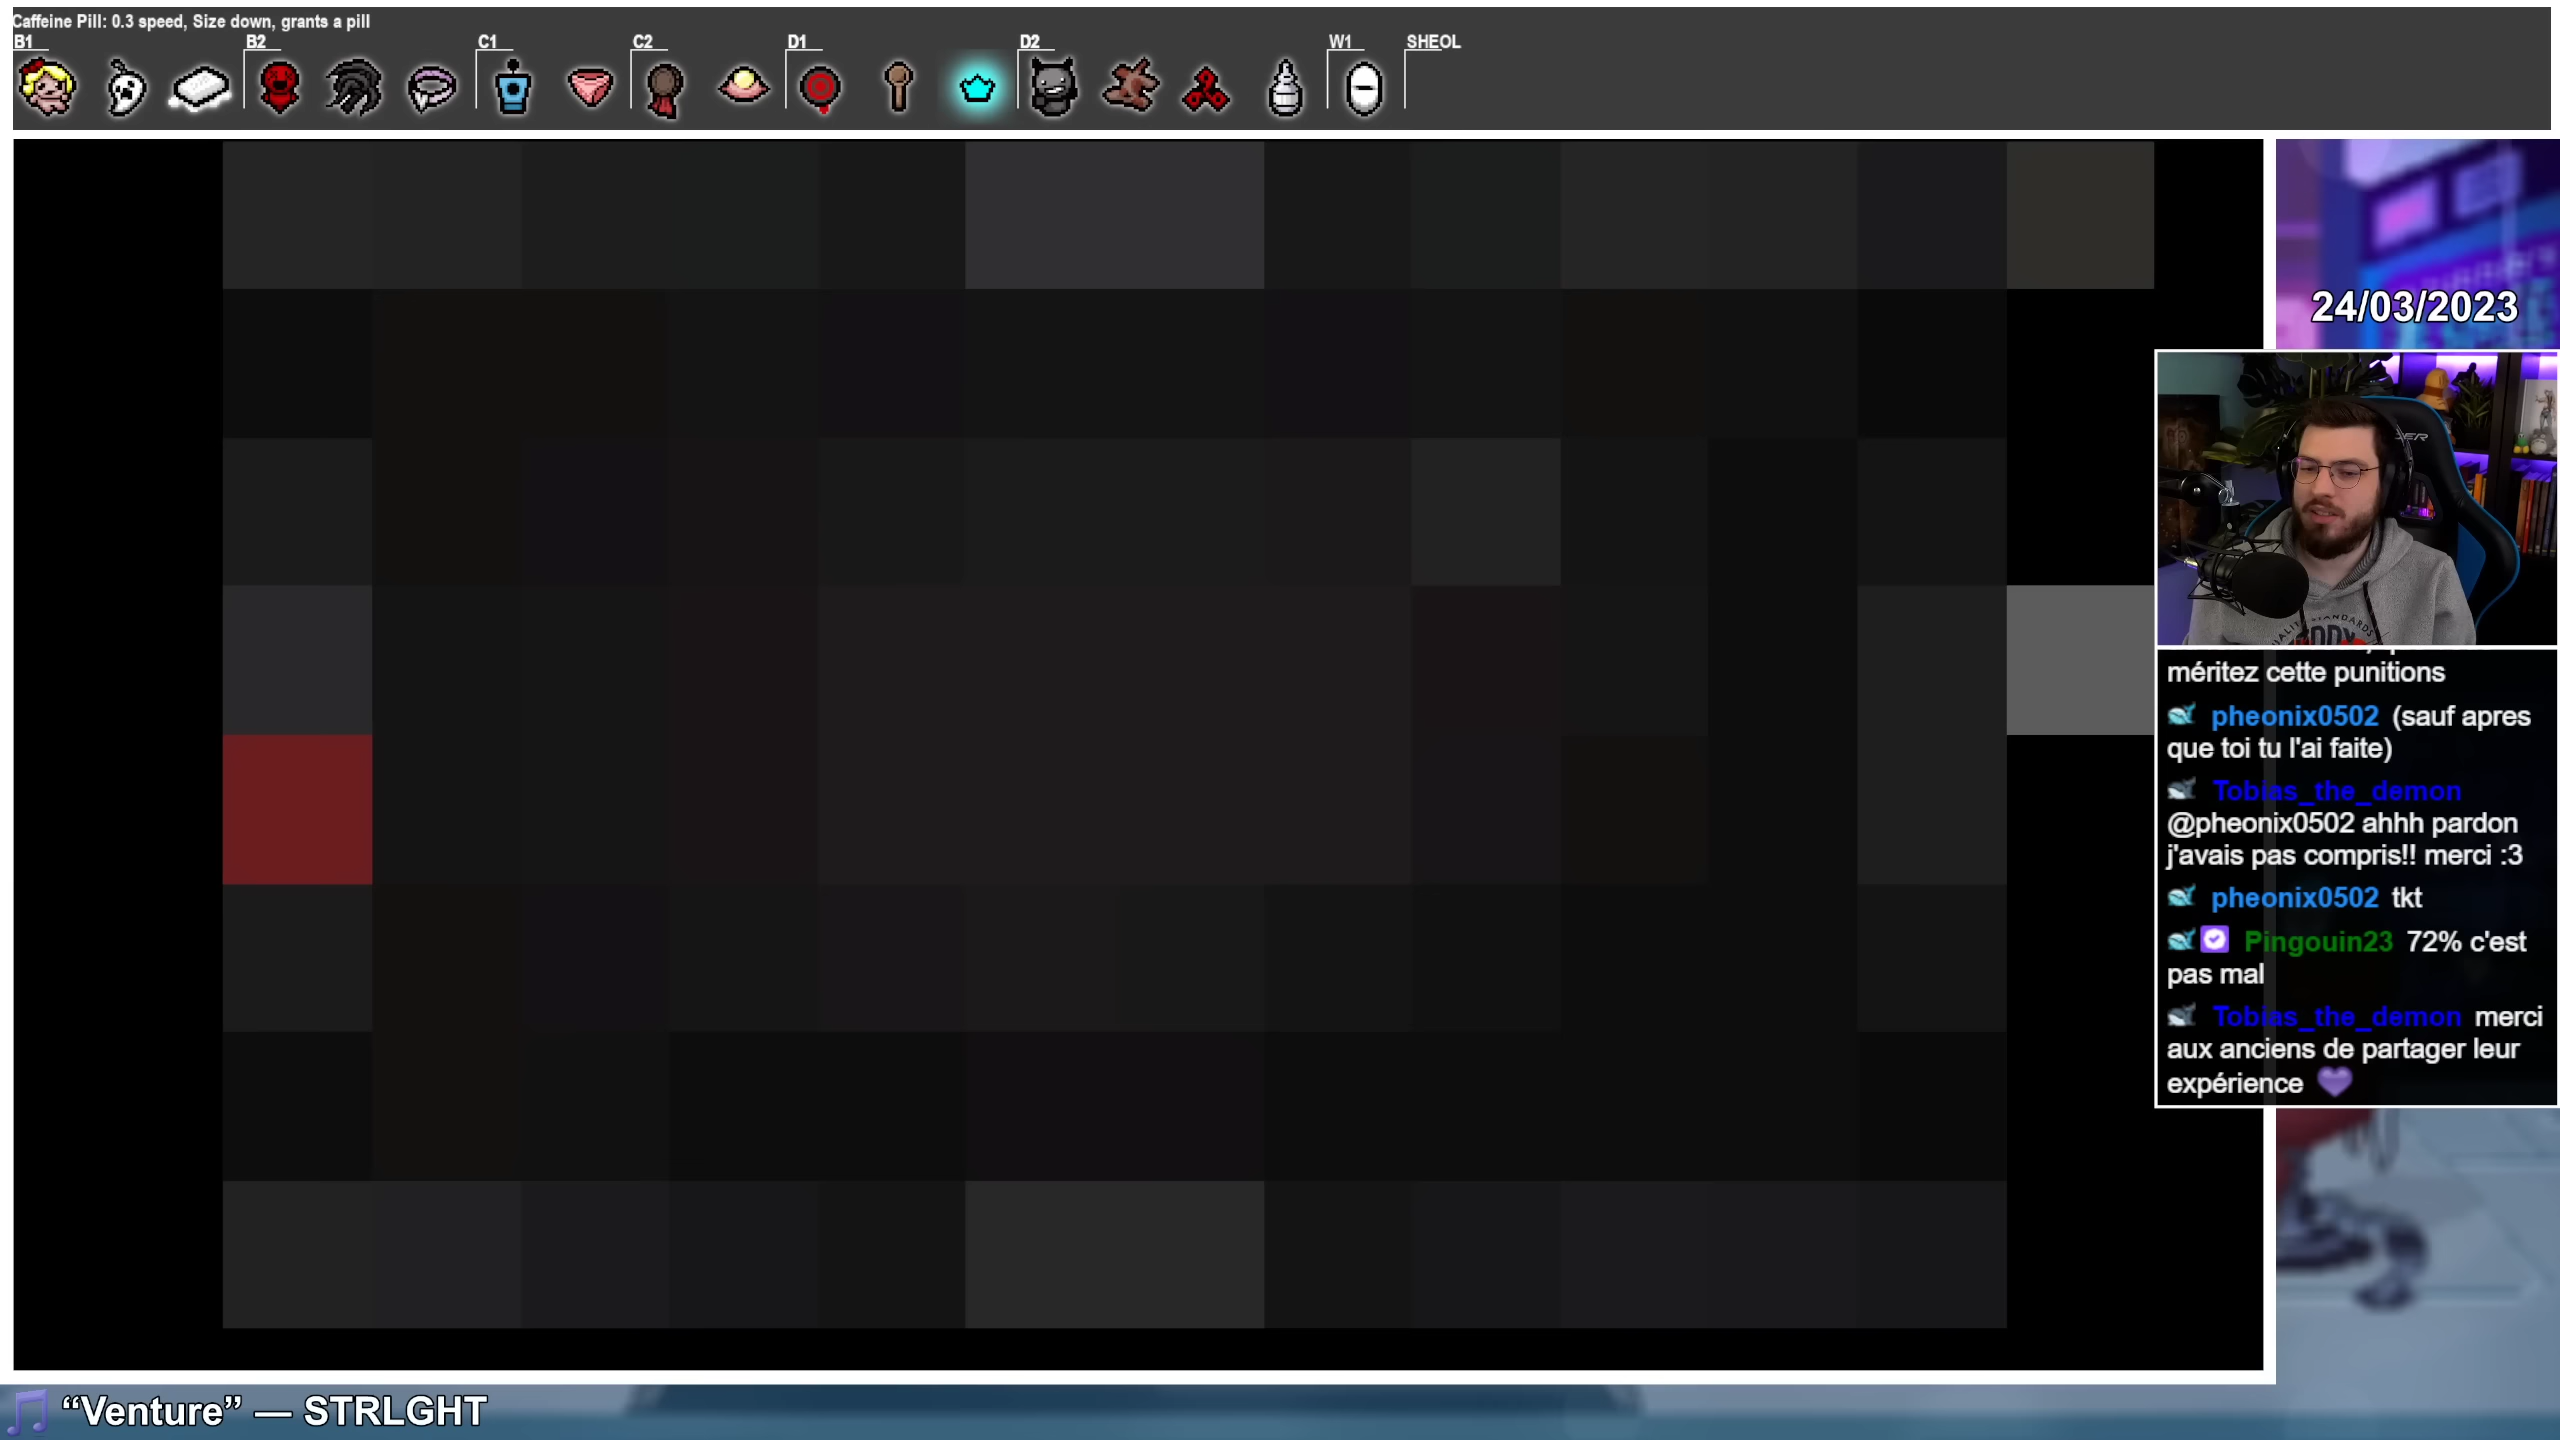 Caffeine Pill: 0.3 speed, Size down, grants a pill
B1 B2 C1 C2 D1 D2 W1 SHEOL
24/03/2023
méritez cette punitions
pheonix0502 (sauf apres
que toi tu l'ai faite)
Tobias_the_demon
@pheonix0502 ahhh pardon
j'avais pas compris!! merci :3
pheonix0502 tkt
Pingouin23 72% c'est
pas mal
Tobias_the_demon merci
aux anciens de partager leur
expérience
“Venture” — STRLGHT